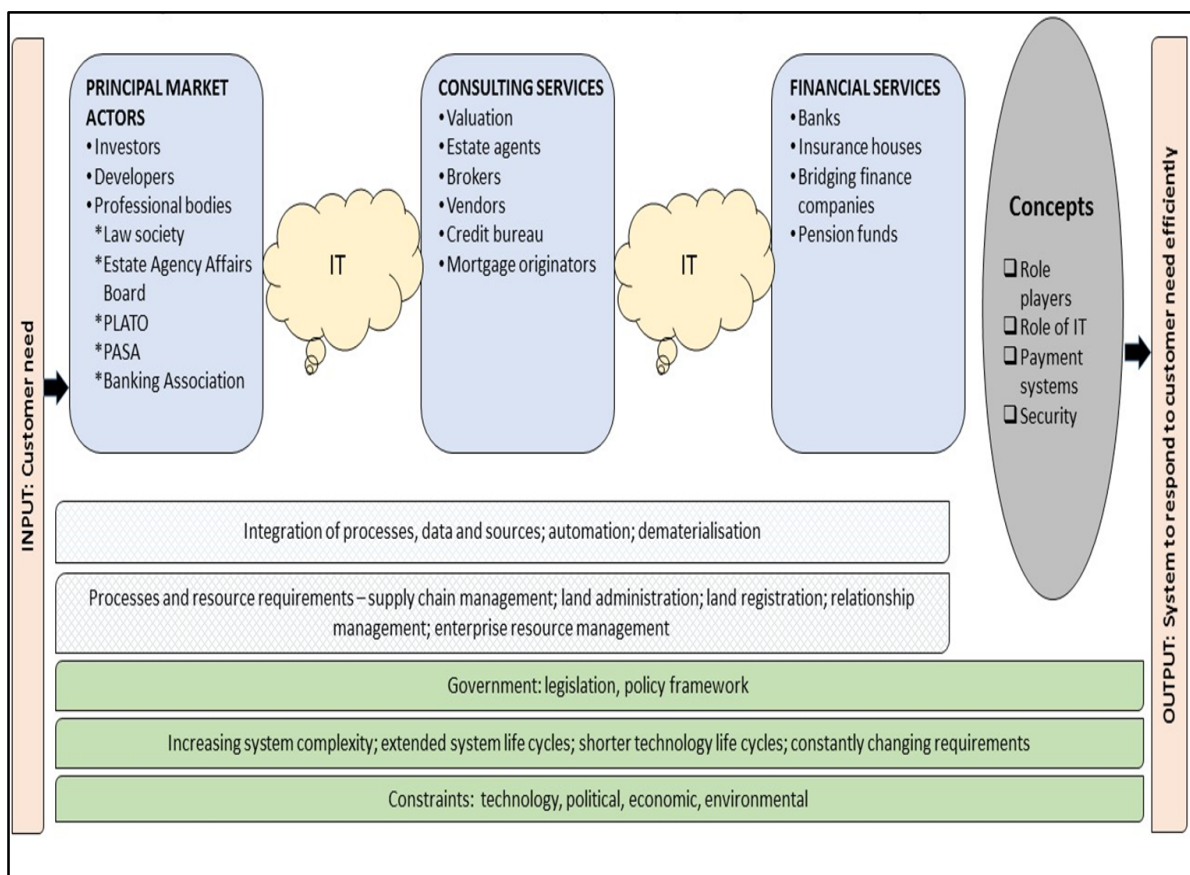 INPUT: Customer need
PRINCIPAL MARKET
ACTORS
•Investors
•Developers
•Professional bodies
*Law society
*Estate Agency Affairs
Board
*PLATO
*PASA
*Banking Association
IT
CONSULTING SERVICES
•Valuation
•Estate agents
•Brokers
•Vendors
•Credit bureau
•Mortgage originators
IT
FINANCIAL SERVICES
•Banks
•Insurance houses
•Bridging finance
companies
•Pension funds
Concepts
❑ Role
players
❑ Role of IT
❑ Payment
systems
❑ Security
OUTPUT: System to respond to customer need efficiently
Integration of processes, data and sources; automation; dematerialisation
Processes and resource requirements – supply chain management; land administration; land registration; relationship
management; enterprise resource management
Government: legislation, policy framework
Increasing system complexity; extended system life cycles; shorter technology life cycles; constantly changing requirements
Constraints: technology, political, economic, environmental